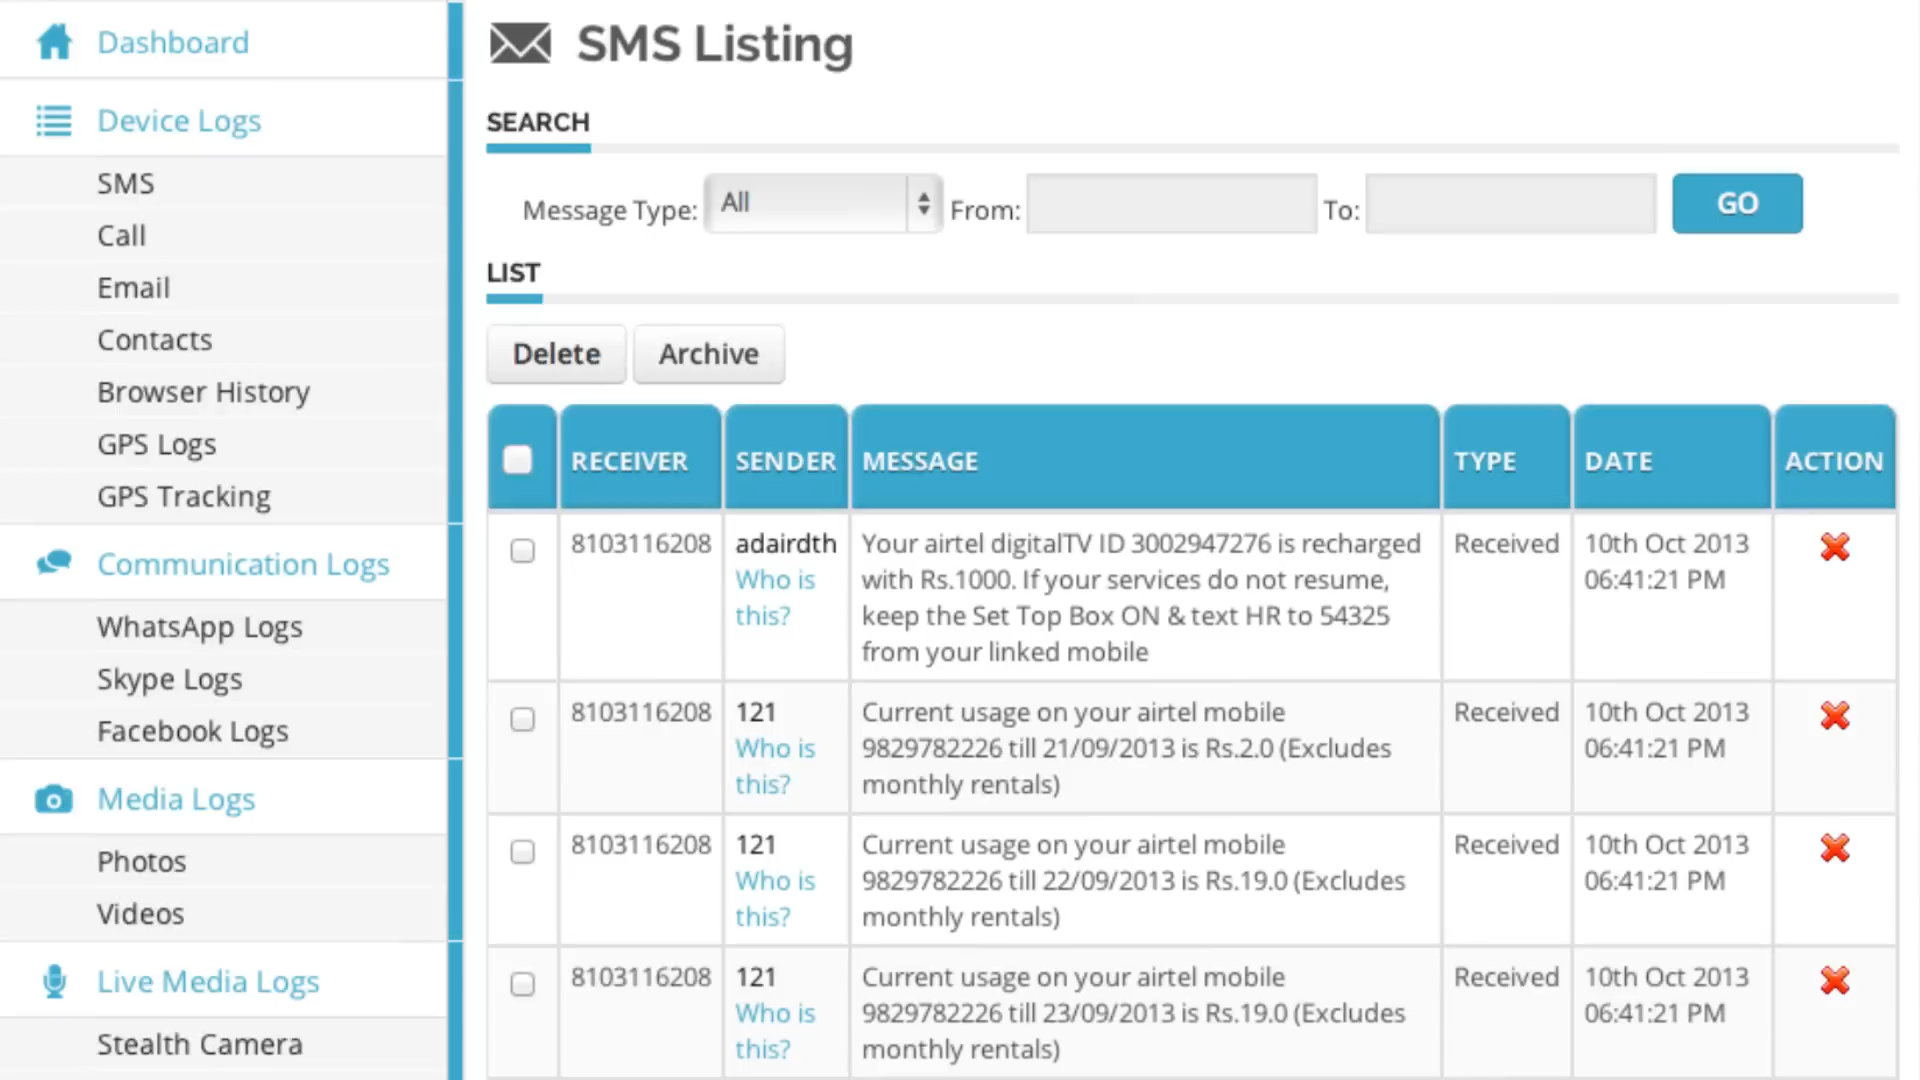 Dashboard
Device Logs
SMS
Call
Email
Contacts
Browser History
GPS Logs
GPS Tracking
Communication Logs
WhatsApp Logs
Skype Logs
Facebook Logs
Media Logs
Photos
Videos
Live Media Logs
Stealth Camera
SMS Listing
SEARCH
Message Type: All From: To: GO
LIST
Delete Archive
RECEIVER SENDER MESSAGE TYPE DATE ACTION
8103116208 adairdth Your airtel digitalTV ID 3002947276 is recharged Received 10th Oct 2013
Who is with Rs.1000. If your services do not resume, 06:41:21 PM
this? keep the Set Top Box ON & text HR to 54325
from your linked mobile
8103116208 121 Current usage on your airtel mobile Received 10th Oct 2013
Who is 9829782226 till 21/09/2013 is Rs.2.0 (Excludes 06:41:21 PM
this? monthly rentals)
8103116208 121 Current usage on your airtel mobile Received 10th Oct 2013
Who is 9829782226 till 22/09/2013 is Rs.19.0 (Excludes 06:41:21 PM
this? monthly rentals)
8103116208 121 Current usage on your airtel mobile Received 10th Oct 2013
Who is 9829782226 till 23/09/2013 is Rs.19.0 (Excludes 06:41:21 PM
this? monthly rentals)